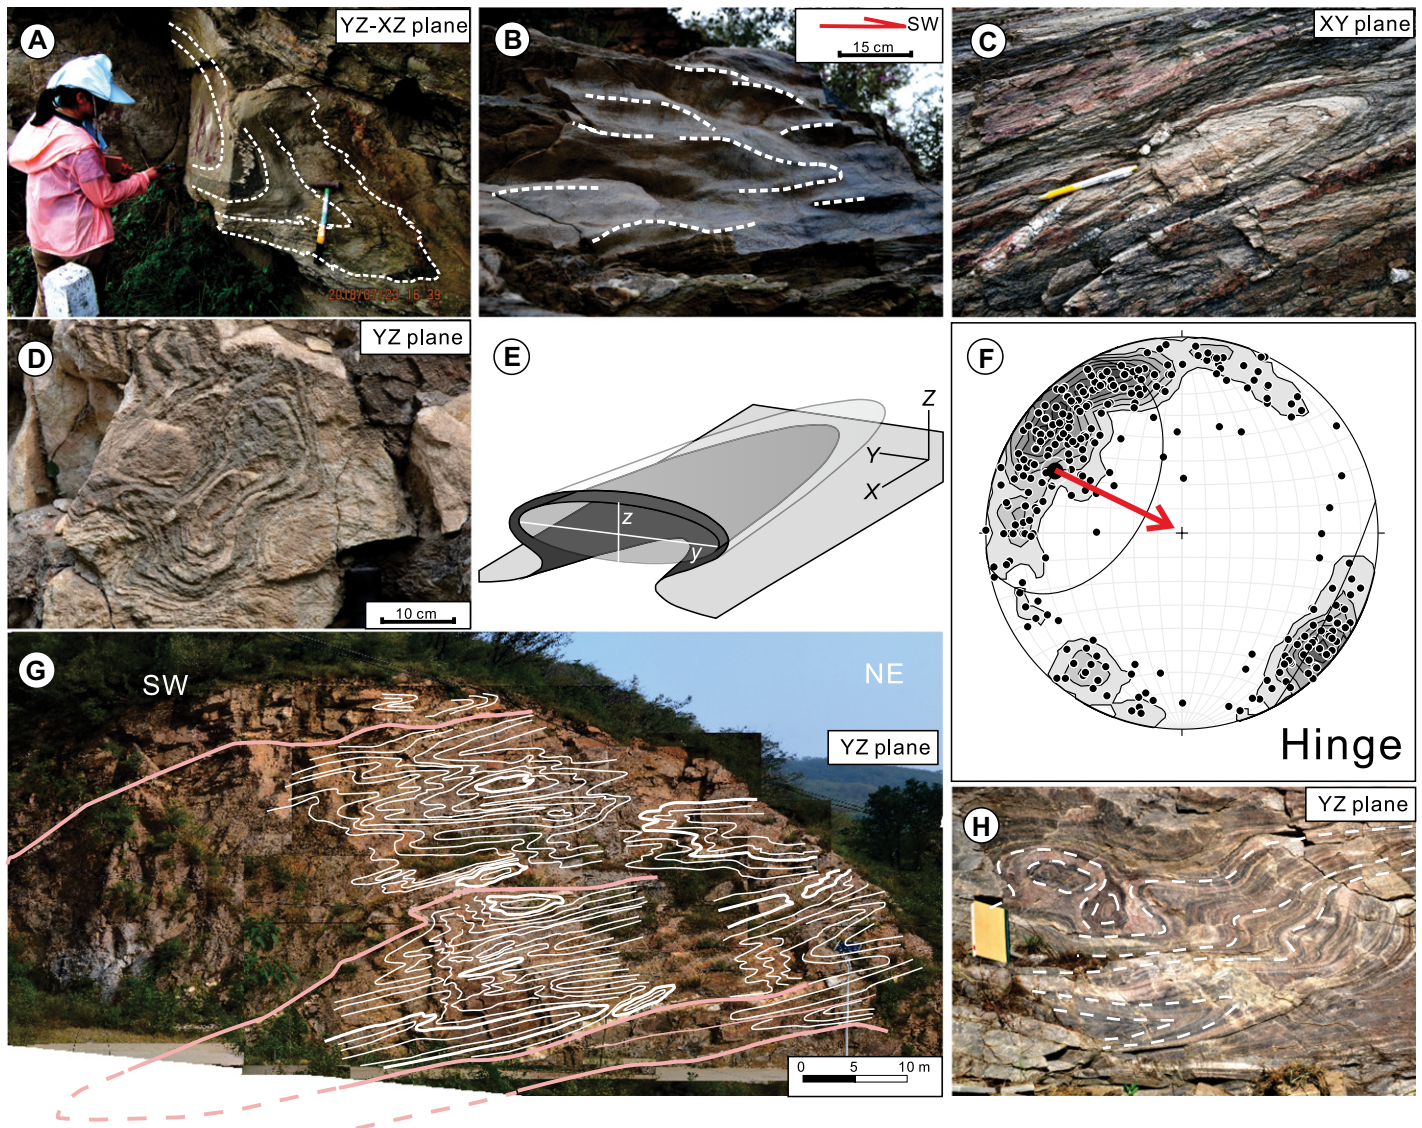 A
YZ-XZ plane
2018/07/23 16:39
B
SW
15 cm
C
XY plane
D
YZ plane
10 cm
E
Z
Y
X
z
y
F
Hinge
G
SW
NE
YZ plane
0 5 10 m
H
YZ plane